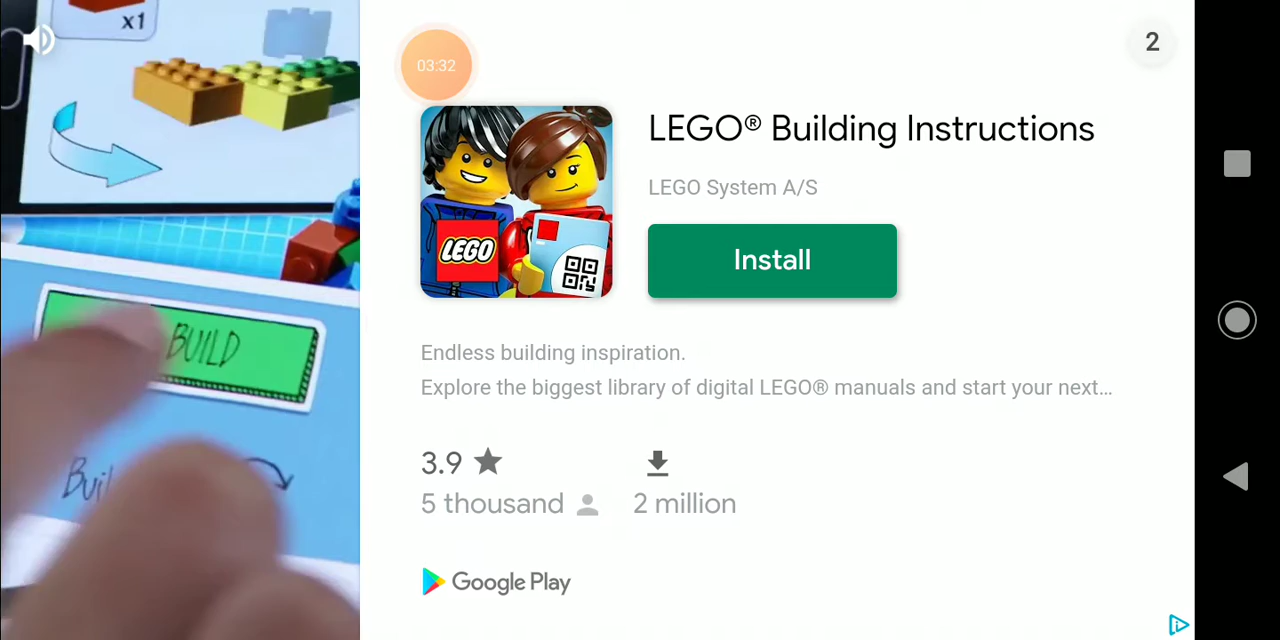 x1
03:32
2
LEGO® Building Instructions
LEGO System A/S
Install
LEGO
BUILD
Endless building inspiration.
Explore the biggest library of digital LEGO® manuals and start your next…
3.9
5 thousand
2 million
Google Play